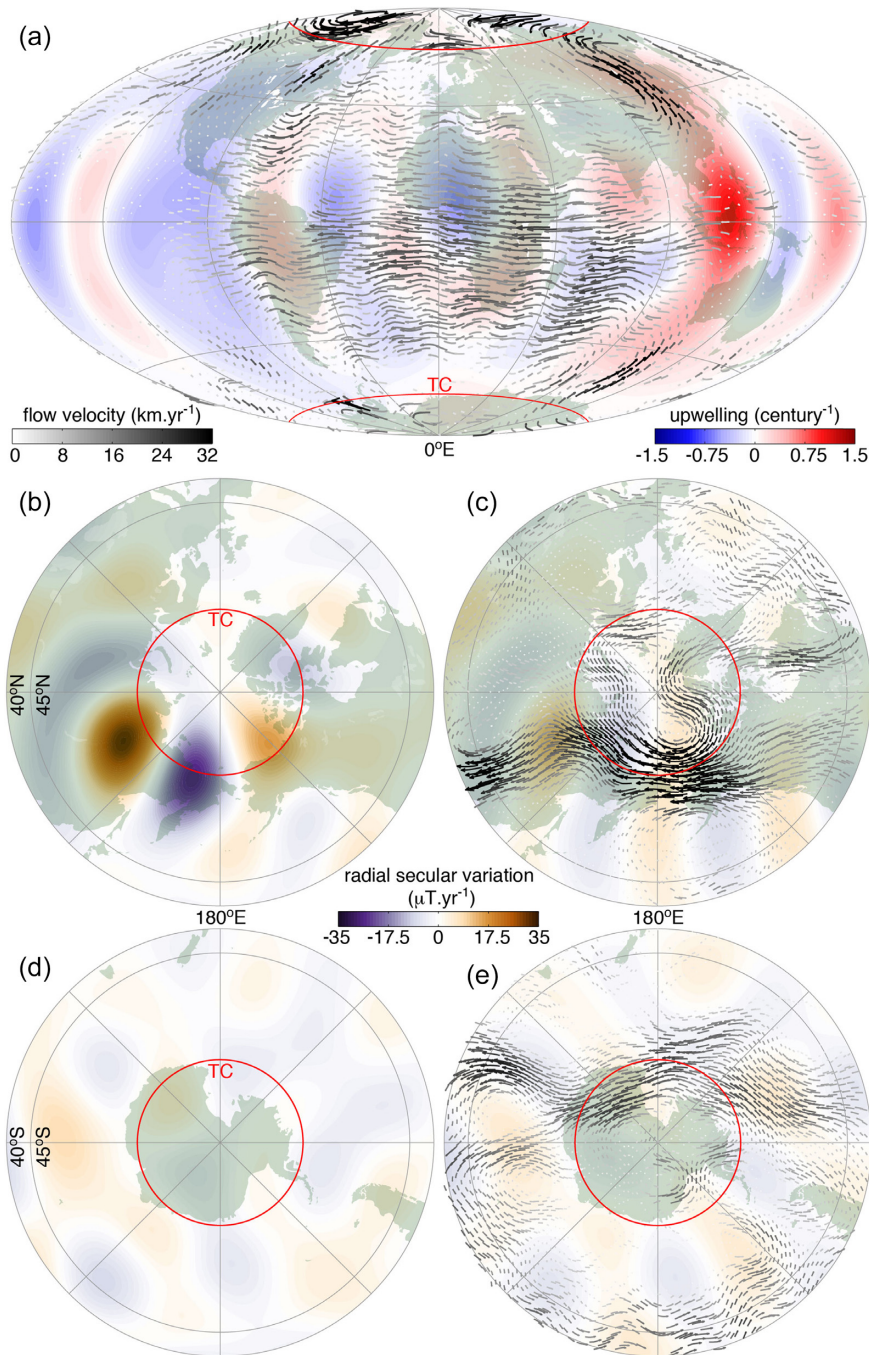 (a)
TC
flow velocity (km.yr⁻¹)
0 8 16 24 32
0°E
upwelling (century⁻¹)
-1.5 -0.75 0 0.75 1.5
(b)
(c)
TC
40°N
45°N
radial secular variation
(μT.yr⁻¹)
180°E
-35 -17.5 0 17.5 35
180°E
(d)
(e)
TC
40°S
45°S